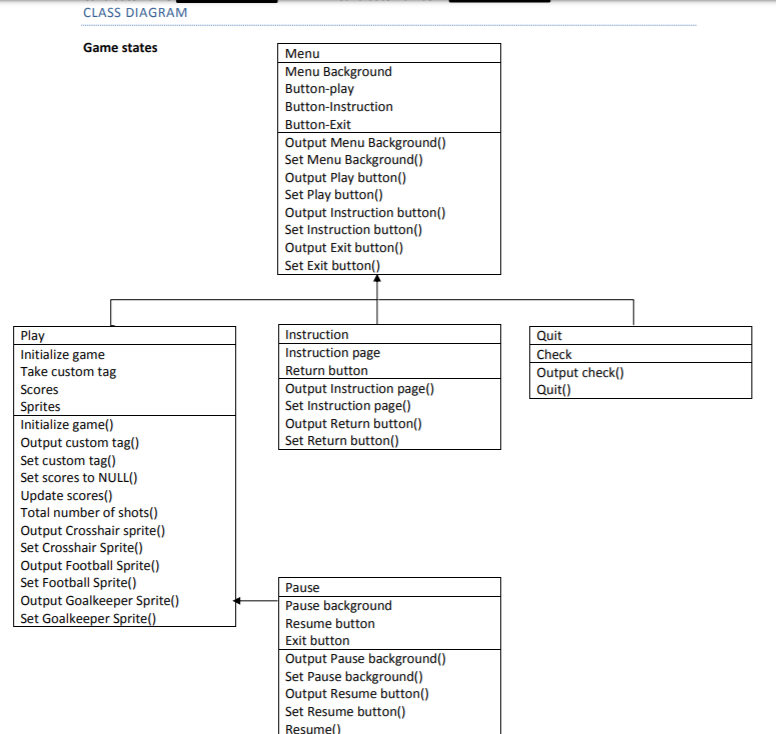 CLASS DIAGRAM
Game states
Menu
Menu Background
Button-play
Button-Instruction
Button-Exit
Output Menu Background()
Set Menu Background()
Output Play button()
Set Play button()
Output Instruction button()
Set Instruction button()
Output Exit button()
Set Exit button()
Play
Initialize game
Take custom tag
Scores
Sprites
Initialize game()
Output custom tag()
Set custom tag()
Set scores to NULL()
Update scores()
Total number of shots()
Output Crosshair sprite()
Set Crosshair Sprite()
Output Football Sprite()
Set Football Sprite()
Output Goalkeeper Sprite()
Set Goalkeeper Sprite()
Instruction
Instruction page
Return button
Output Instruction page()
Set Instruction page()
Output Return button()
Set Return button()
Quit
Check
Output check()
Quit()
Pause
Pause background
Resume button
Exit button
Output Pause background()
Set Pause background()
Output Resume button()
Set Resume button()
Resume()